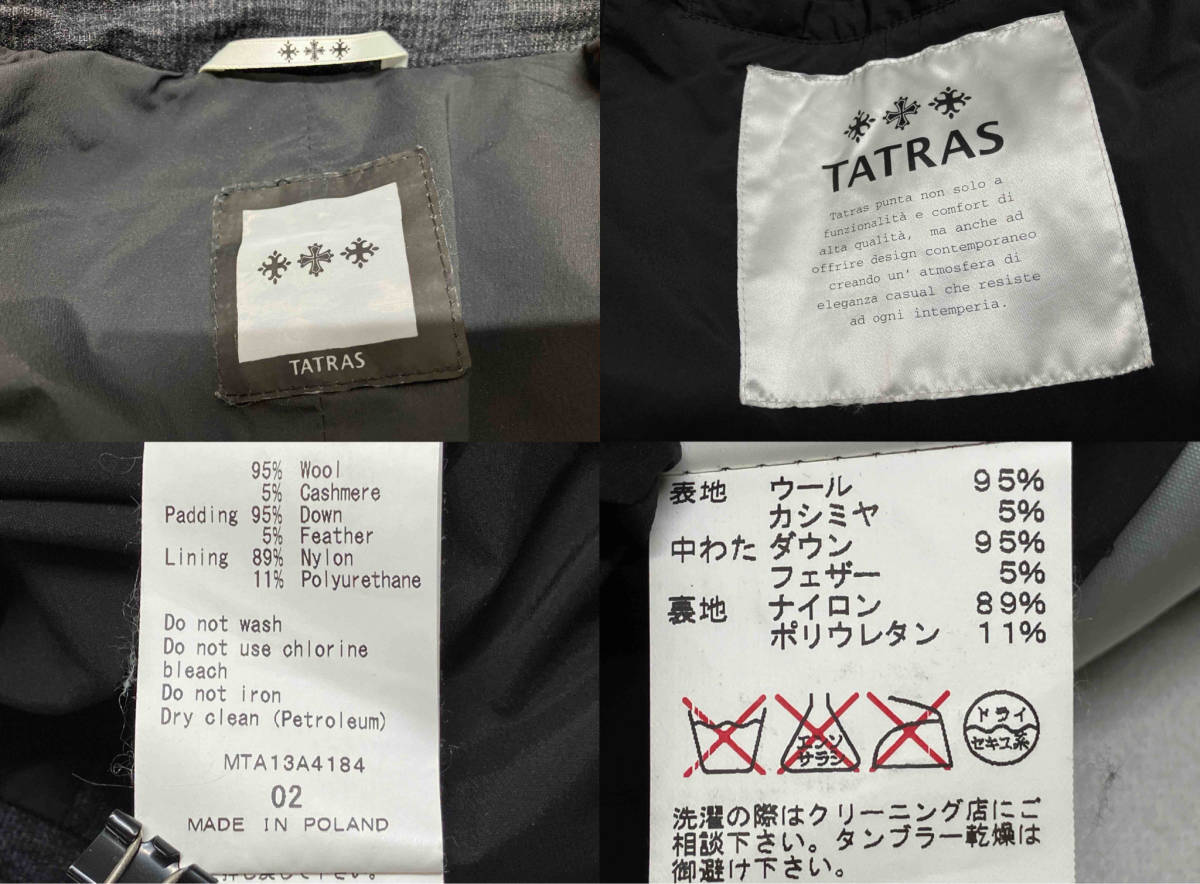 TATRAS
TATRAS
Tatras punta non solo a
funzionalità e comfort di
alta qualità, ma anche ad
offrire design contemporaneo
creando un' atmosfera di
eleganza casual che resiste
ad ogni intemperia.
95% Wool
5% Cashmere
Padding 95% Down
5% Feather
Lining 89% Nylon
11% Polyurethane
Do not wash
Do not use chlorine
bleach
Do not iron
Dry clean (Petroleum)
MTA13A4184
02
MADE IN POLAND
表地 ウール 95%
カシミヤ 5%
中わた ダウン 95%
フェザー 5%
裏地 ナイロン 89%
ポリウレタン 11%
エンソ
サラシ
ドライ
セキユ系
洗濯の際はクリーニング店にご
相談下さい。タンブラー乾燥は
御避け下さい。